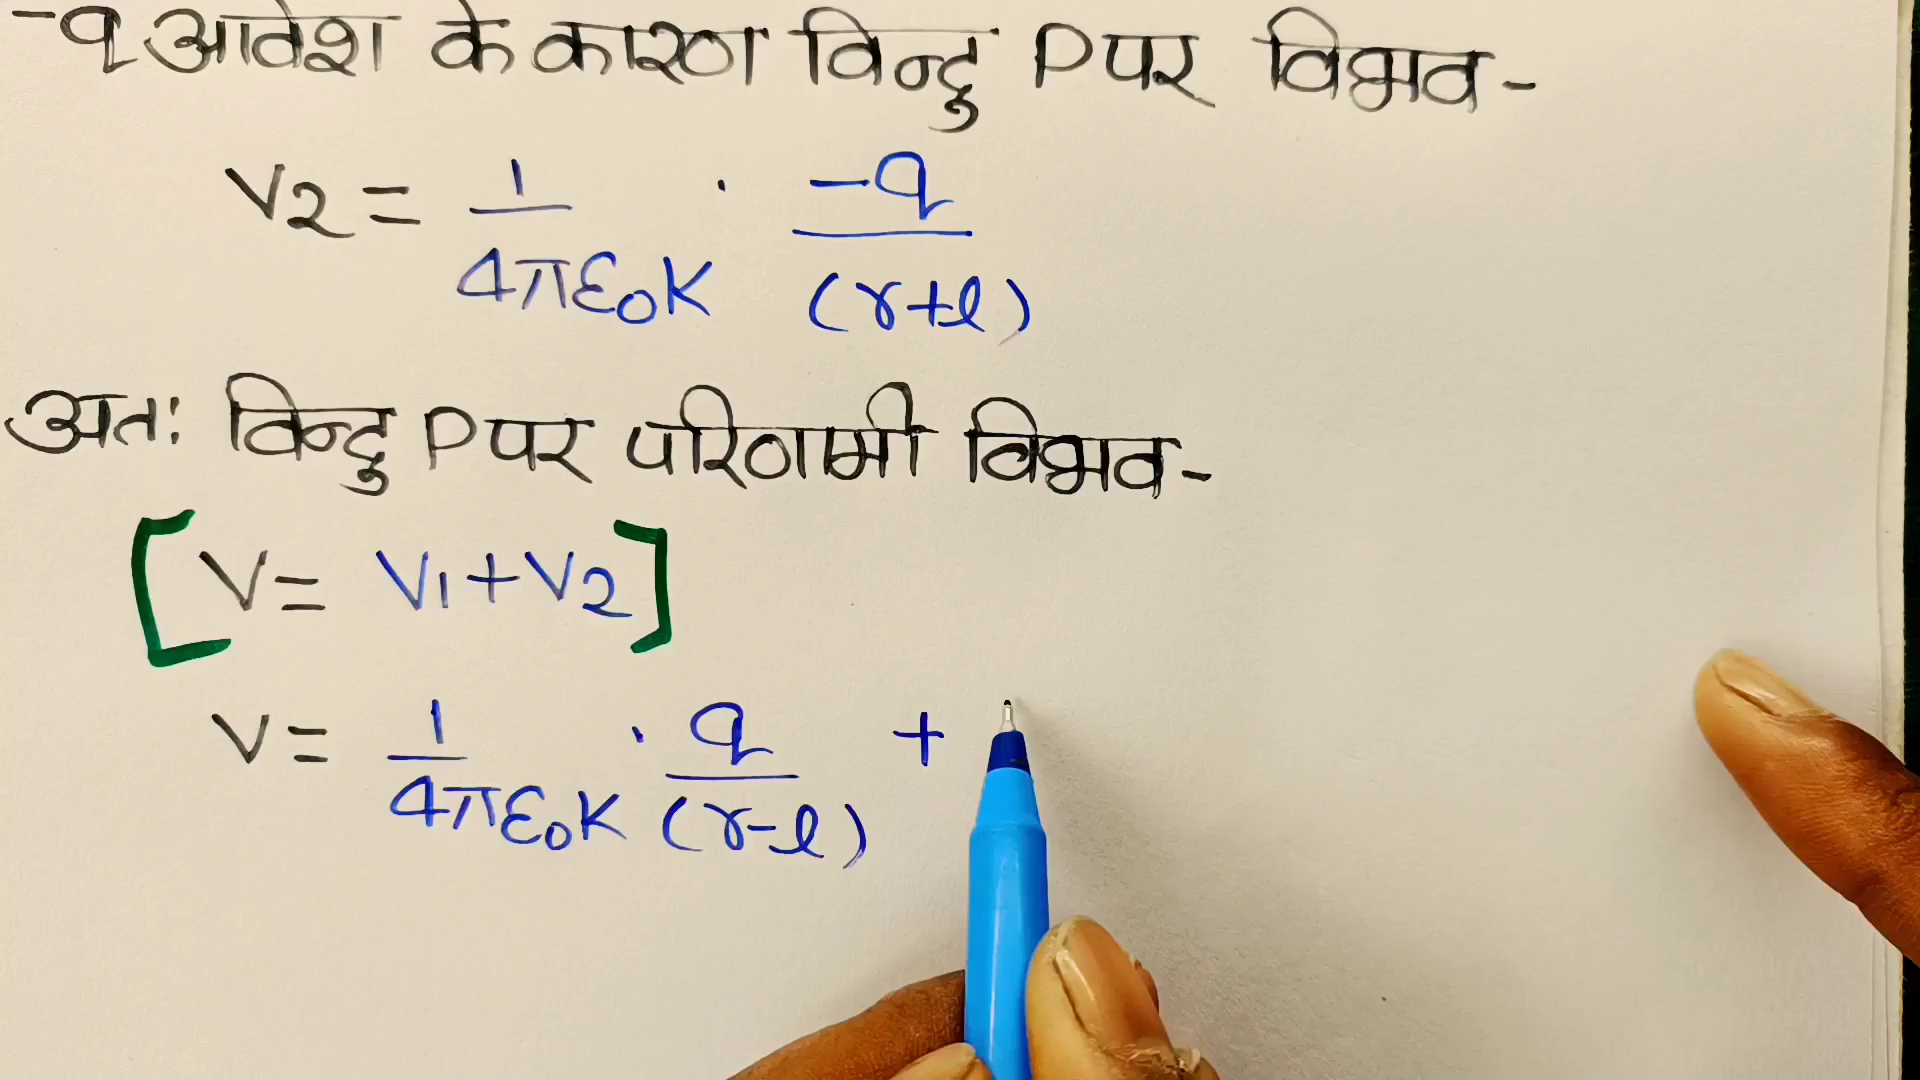 -q आवेश के कारण विन्दु P पर विभव-
V2 = 1/4πε0K · -q/(r+l)
अतः विन्दु P पर परिणामी विभव-
[V = V1 + V2]
V = 1/4πε0K · q/(r-l) +